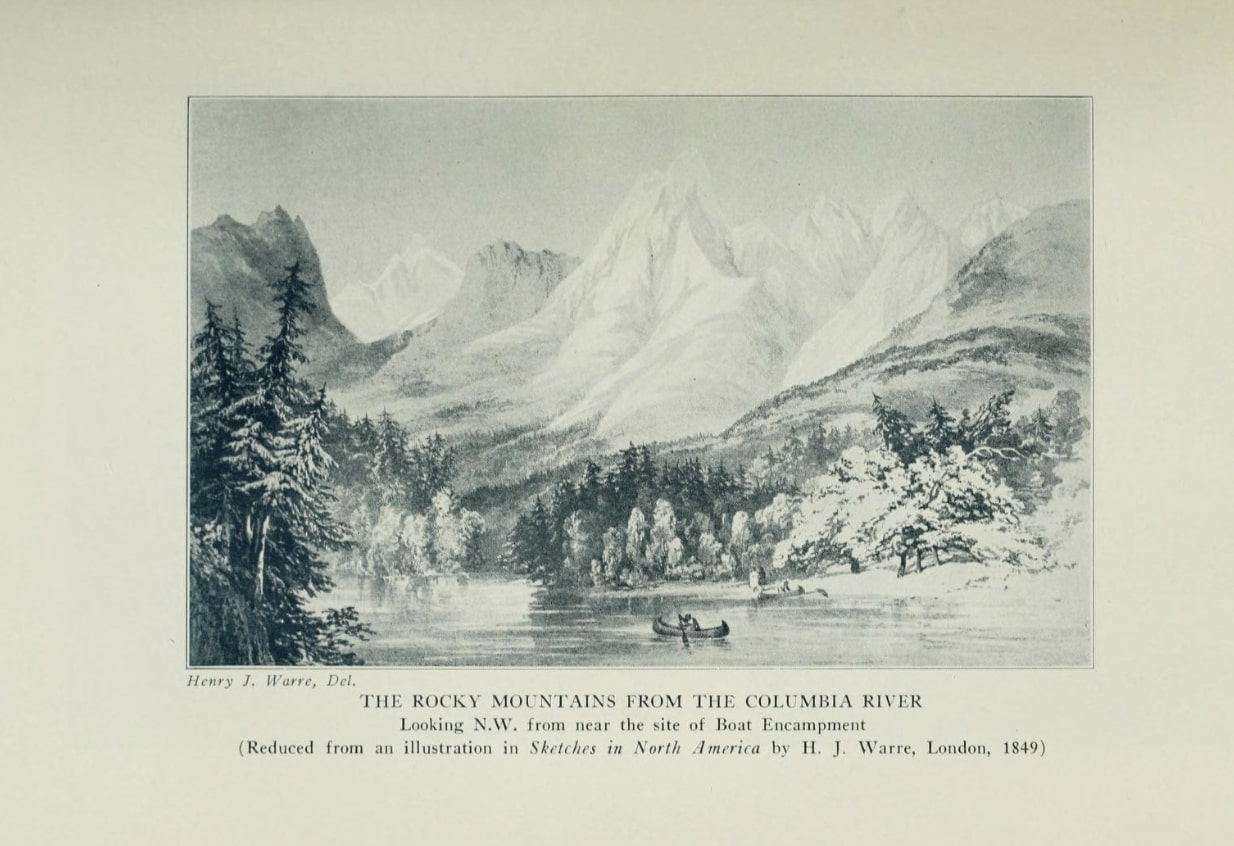 Henry J. Warre, Del.
THE ROCKY MOUNTAINS FROM THE COLUMBIA RIVER
Looking N.W. from near the site of Boat Encampment
(Reduced from an illustration in Sketches in North America by H. J. Warre, London, 1849)